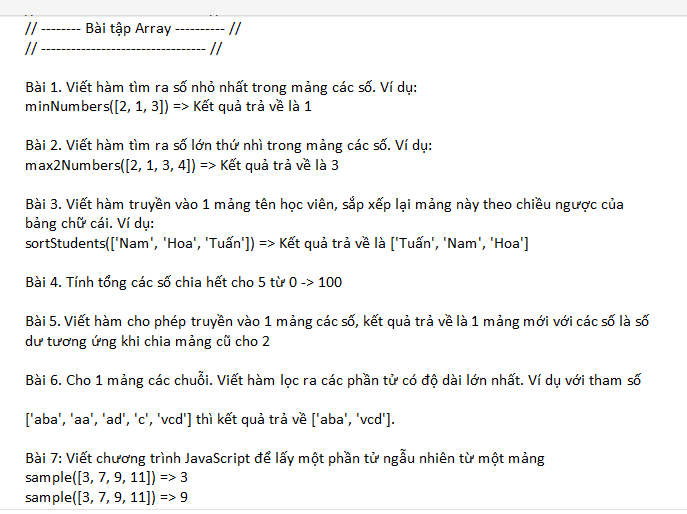 // -------- Bài tập Array ---------- //
// --------------------------------- //
Bài 1. Viết hàm tìm ra số nhỏ nhất trong mảng các số. Ví dụ:
minNumbers([2, 1, 3]) => Kết quả trả về là 1
Bài 2. Viết hàm tìm ra số lớn thứ nhì trong mảng các số. Ví dụ:
max2Numbers([2, 1, 3, 4]) => Kết quả trả về là 3
Bài 3. Viết hàm truyền vào 1 mảng tên học viên, sắp xếp lại mảng này theo chiều ngược của
bảng chữ cái. Ví dụ:
sortStudents(['Nam', 'Hoa', 'Tuấn']) => Kết quả trả về là ['Tuấn', 'Nam', 'Hoa']
Bài 4. Tính tổng các số chia hết cho 5 từ 0 -> 100
Bài 5. Viết hàm cho phép truyền vào 1 mảng các số, kết quả trả về là 1 mảng mới với các số là số
dư tương ứng khi chia mảng cũ cho 2
Bài 6. Cho 1 mảng các chuỗi. Viết hàm lọc ra các phần tử có độ dài lớn nhất. Ví dụ với tham số
['aba', 'aa', 'ad', 'c', 'vcd'] thì kết quả trả về ['aba', 'vcd'].
Bài 7: Viết chương trình JavaScript để lấy một phần tử ngẫu nhiên từ một mảng
sample([3, 7, 9, 11]) => 3
sample([3, 7, 9, 11]) => 9